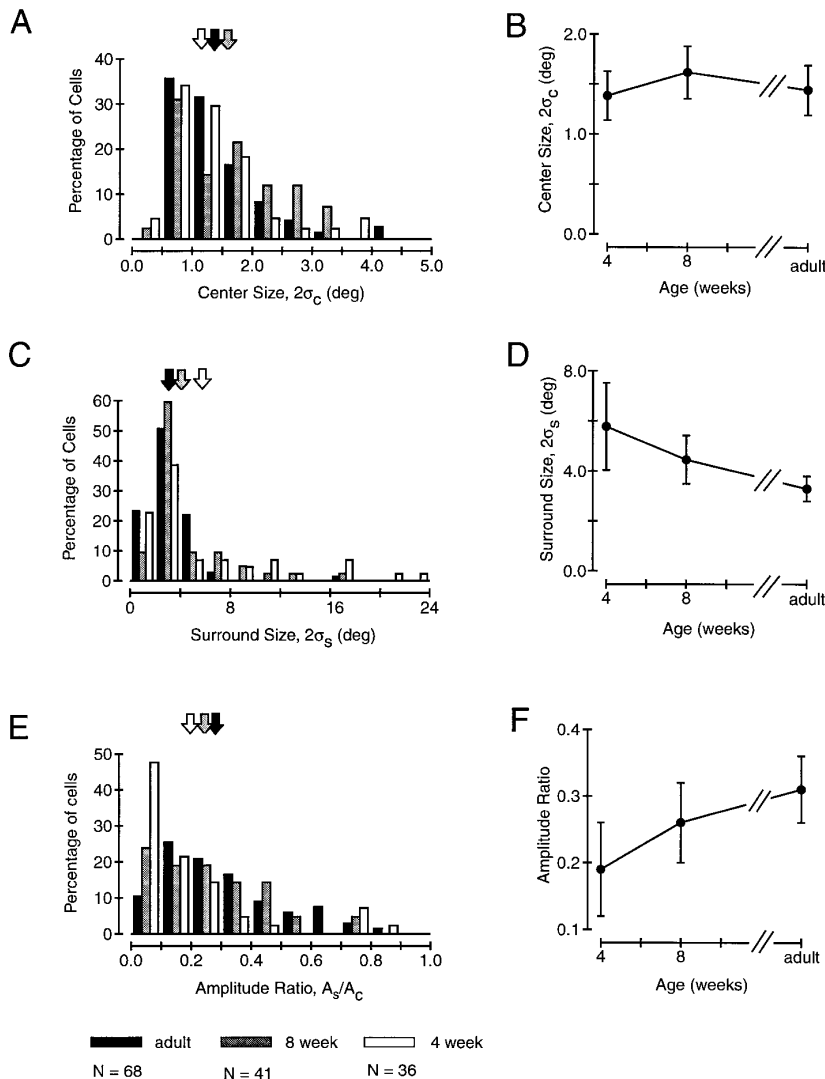 A
Percentage of Cells
40
30
20
10
0
0.0 1.0 2.0 3.0 4.0 5.0
Center Size, 2σc (deg)
B
Center Size, 2σc (deg)
2.0
1.0
0.0
4 8 adult
Age (weeks)
C
Percentage of Cells
60
50
40
30
20
10
0
0 8 16 24
Surround Size, 2σs (deg)
D
Surround Size, 2σs (deg)
8.0
4.0
0.0
4 8 adult
Age (weeks)
E
Percentage of cells
50
40
30
20
10
0
0.0 0.2 0.4 0.6 0.8 1.0
Amplitude Ratio, As/Ac
F
Amplitude Ratio
0.4
0.3
0.2
0.1
4 8 adult
Age (weeks)
adult 8 week 4 week
N = 68 N = 41 N = 36